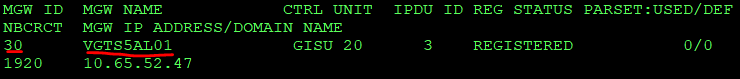 MGW ID MGW NAME CTRL UNIT IPDU ID REG STATUS PARSET:USED/DEF
NBCRCT MGW IP ADDRESS/DOMAIN NAME
30 VGTS5AL01 GISU 20 3 REGISTERED 0/0
1920 10.65.52.47